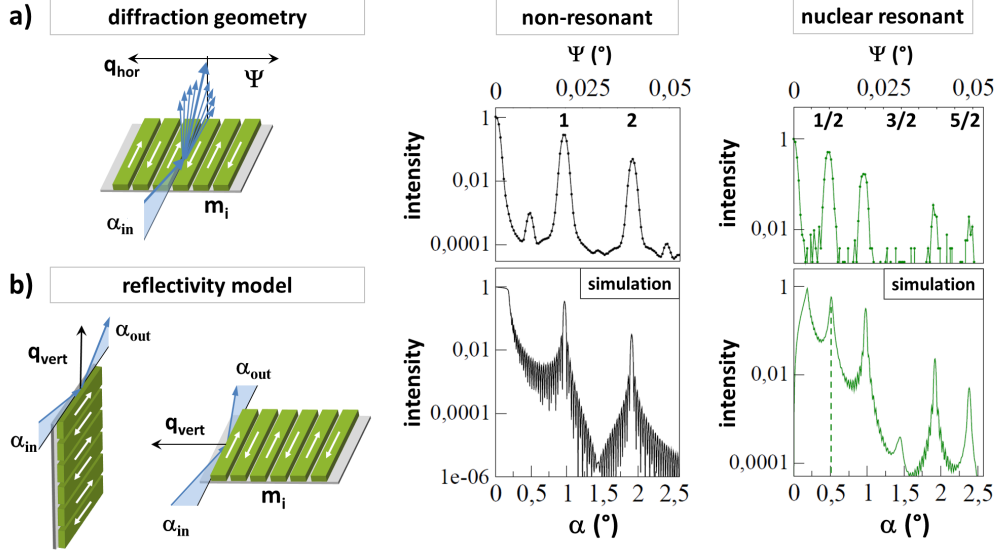 a)
diffraction geometry
q_hor
Ψ
α_in
m_i
non-resonant
Ψ (°)
0 0,025 0,05
1 2
intensity
1
0,01
0,0001
nuclear resonant
Ψ (°)
0 0,025 0,05
1/2 3/2 5/2
intensity
1
0,01
b)
reflectivity model
α_out
q_vert
α_in
α_out
q_vert
α_in
m_i
simulation
intensity
1
0,01
0,0001
1e-06
0 0,5 1 1,5 2 2,5
α (°)
simulation
intensity
1
0,01
0,0001
0 0,5 1 1,5 2 2,5
α (°)